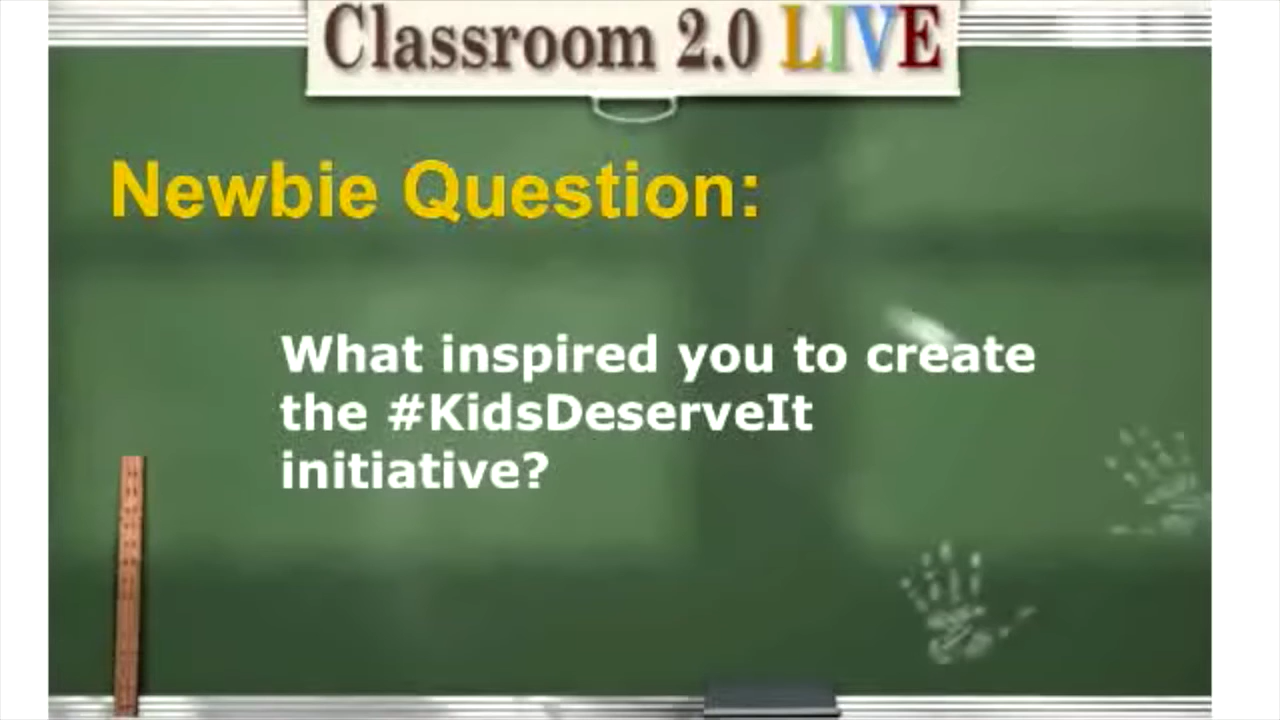 Classroom 2.0 LIVE
Newbie Question:
What inspired you to create
the #KidsDeserveIt
initiative?